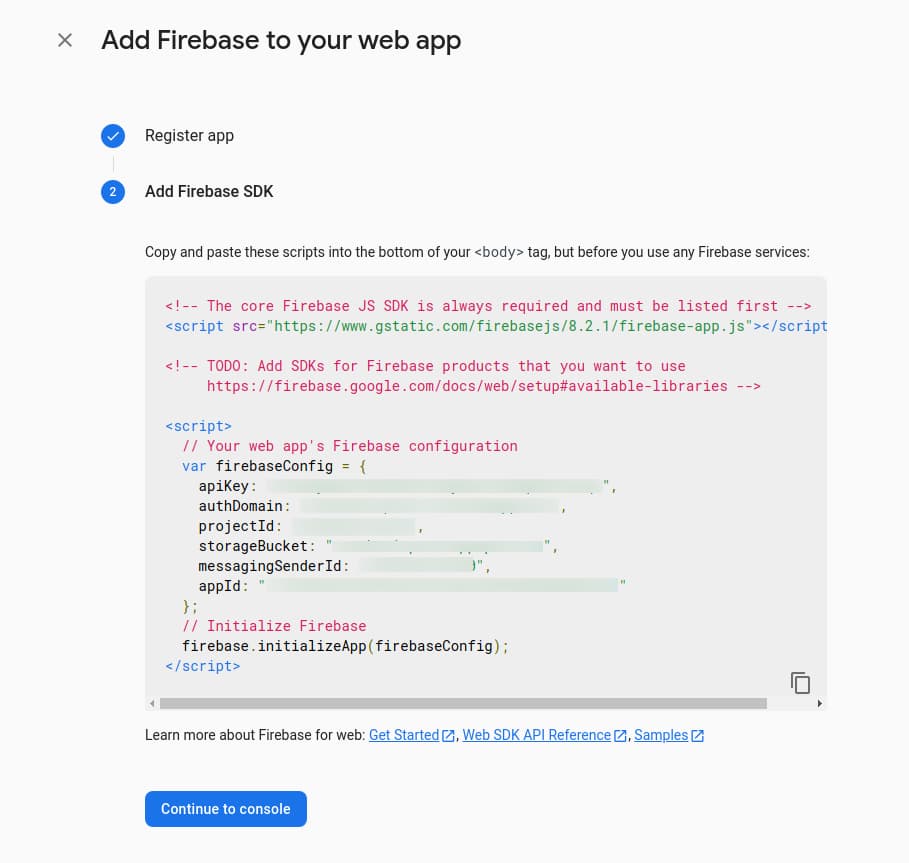 Add Firebase to your web app
Register app
2 Add Firebase SDK
Copy and paste these scripts into the bottom of your <body> tag, but before you use any Firebase services:
<!-- The core Firebase JS SDK is always required and must be listed first -->
<script src="https://www.gstatic.com/firebasejs/8.2.1/firebase-app.js"></script
<!-- TODO: Add SDKs for Firebase products that you want to use
https://firebase.google.com/docs/web/setup#available-libraries -->
<script>
// Your web app's Firebase configuration
var firebaseConfig = {
apiKey: ",
authDomain: ,
projectId: ,
storageBucket: " ",
messagingSenderId: ",
appId: " "
};
// Initialize Firebase
firebase.initializeApp(firebaseConfig);
</script>
Learn more about Firebase for web: Get Started, Web SDK API Reference, Samples
Continue to console